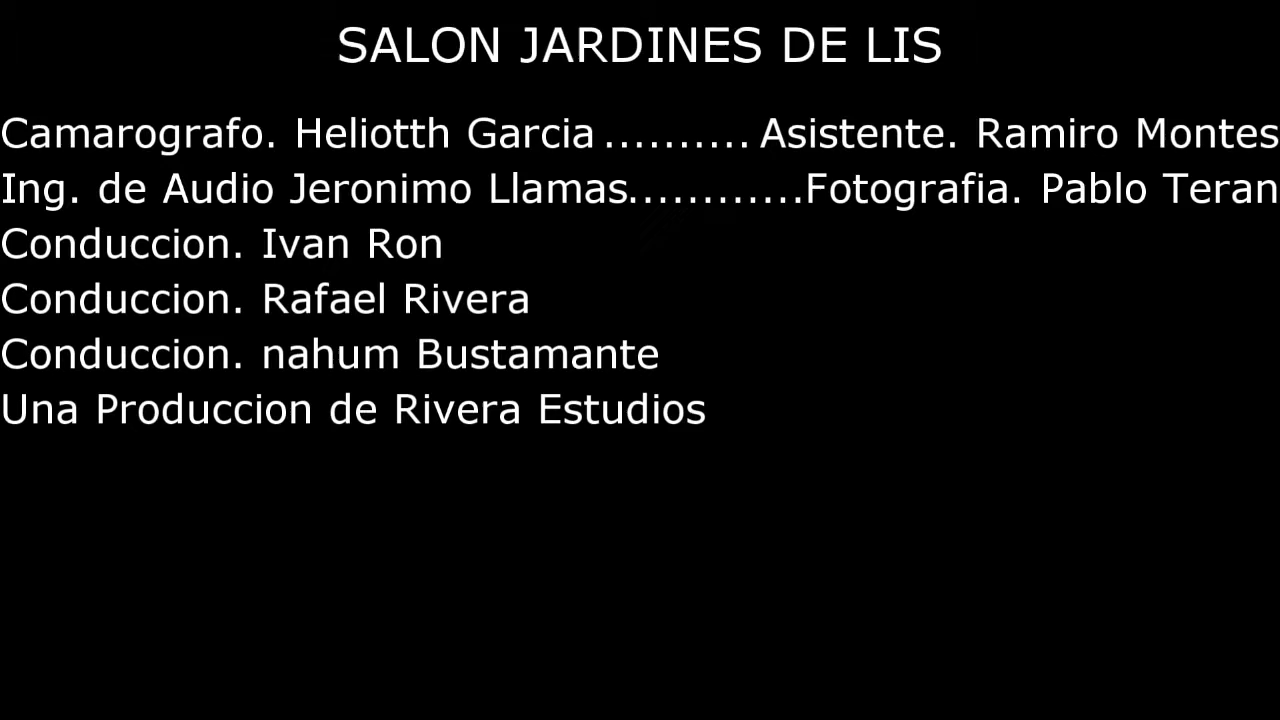 SALON JARDINES DE LIS
Camarografo. Heliotth Garcia .......... Asistente. Ramiro Montes
Ing. de Audio Jeronimo Llamas............Fotografia. Pablo Teran
Conduccion. Ivan Ron
Conduccion. Rafael Rivera
Conduccion. nahum Bustamante
Una Produccion de Rivera Estudios